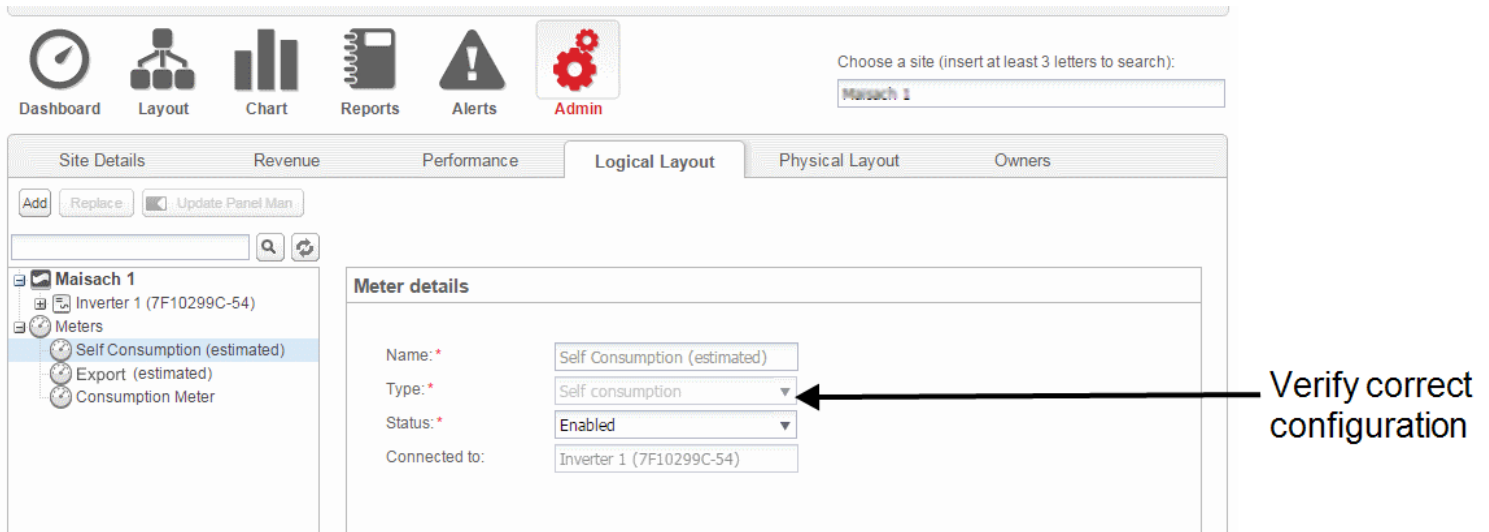 Choose a site (insert at least 3 letters to search):
Maisach 1
Dashboard Layout Chart Reports Alerts Admin
Site Details Revenue Performance Logical Layout Physical Layout Owners
Add Replace Update Panel Man
Maisach 1
Inverter 1 (7F10299C-54)
Meters
Self Consumption (estimated)
Export (estimated)
Consumption Meter
Meter details
Name:* Self Consumption (estimated)
Type:* Self consumption
Status:* Enabled
Connected to: Inverter 1 (7F10299C-54)
Verify correct
configuration